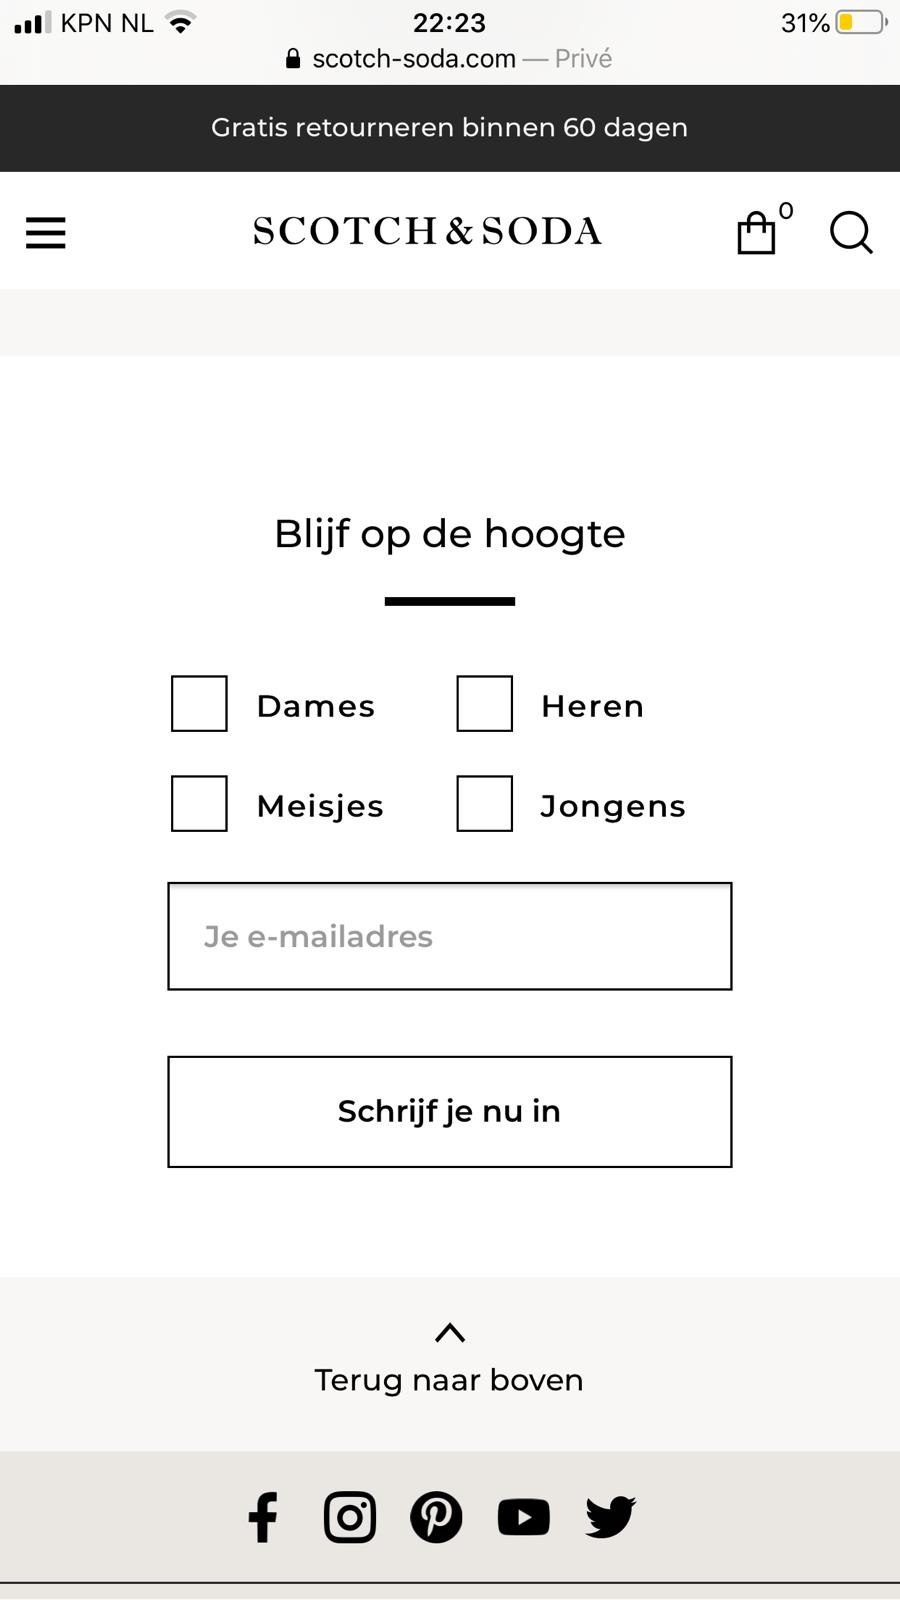 KPN NL 22:23 31%
scotch-soda.com — Privé
Gratis retourneren binnen 60 dagen
SCOTCH & SODA 0
Blijf op de hoogte
Dames Heren
Meisjes Jongens
Je e-mailadres
Schrijf je nu in
Terug naar boven